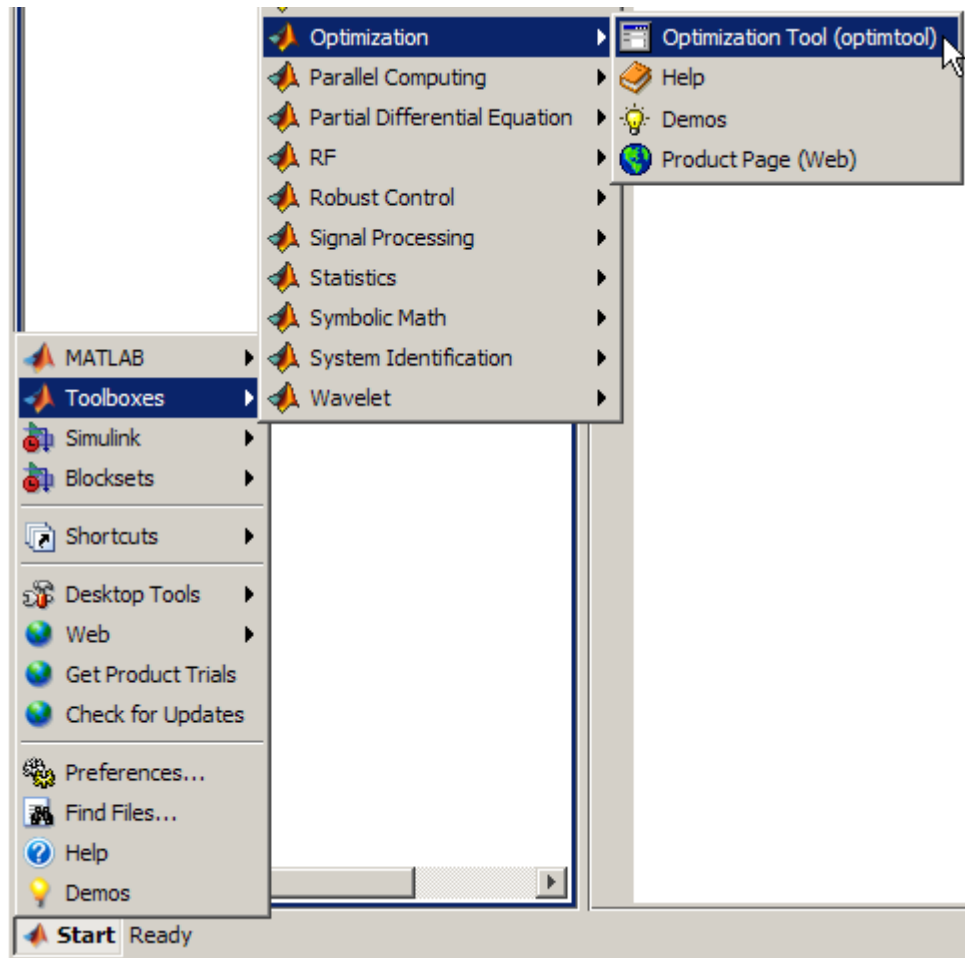 Optimization
Parallel Computing
Partial Differential Equation
RF
Robust Control
Signal Processing
Statistics
Symbolic Math
System Identification
Wavelet
Optimization Tool (optimtool)
Help
Demos
Product Page (Web)
MATLAB
Toolboxes
Simulink
Blocksets
Shortcuts
Desktop Tools
Web
Get Product Trials
Check for Updates
Preferences...
Find Files...
Help
Demos
Start Ready